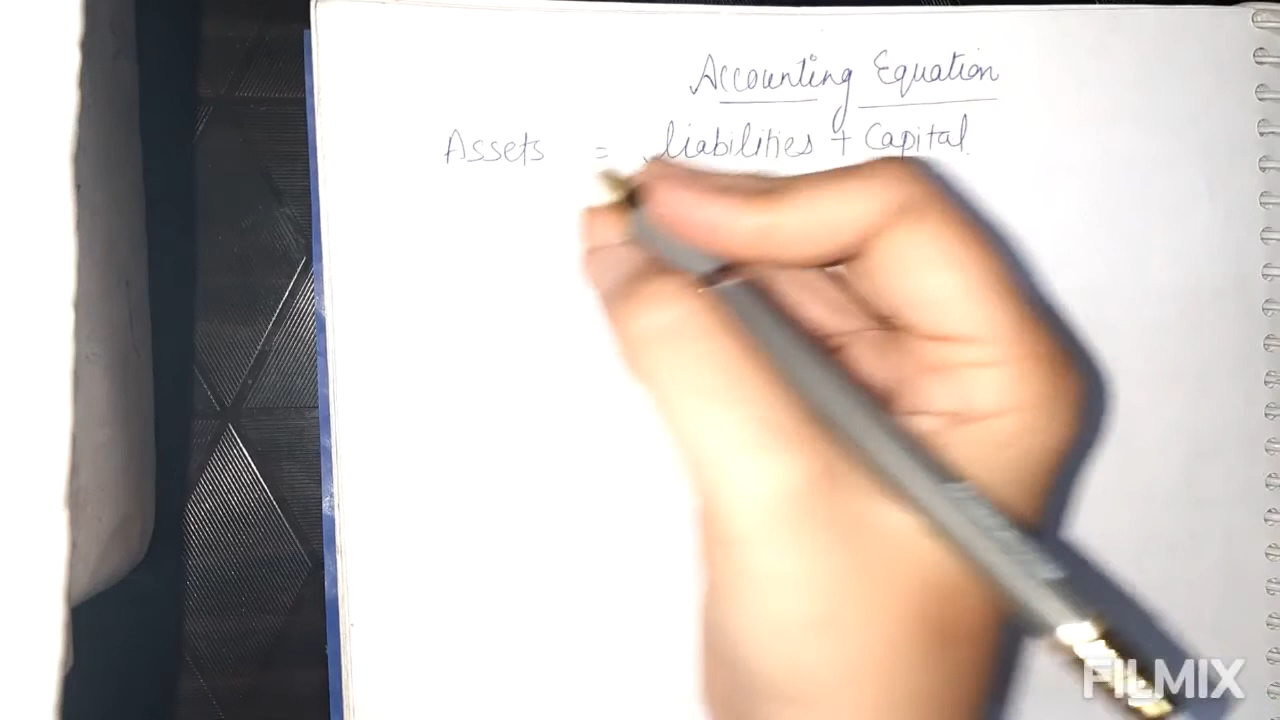 Accounting Equation
Assets = liabilities + Capital
FILMIX